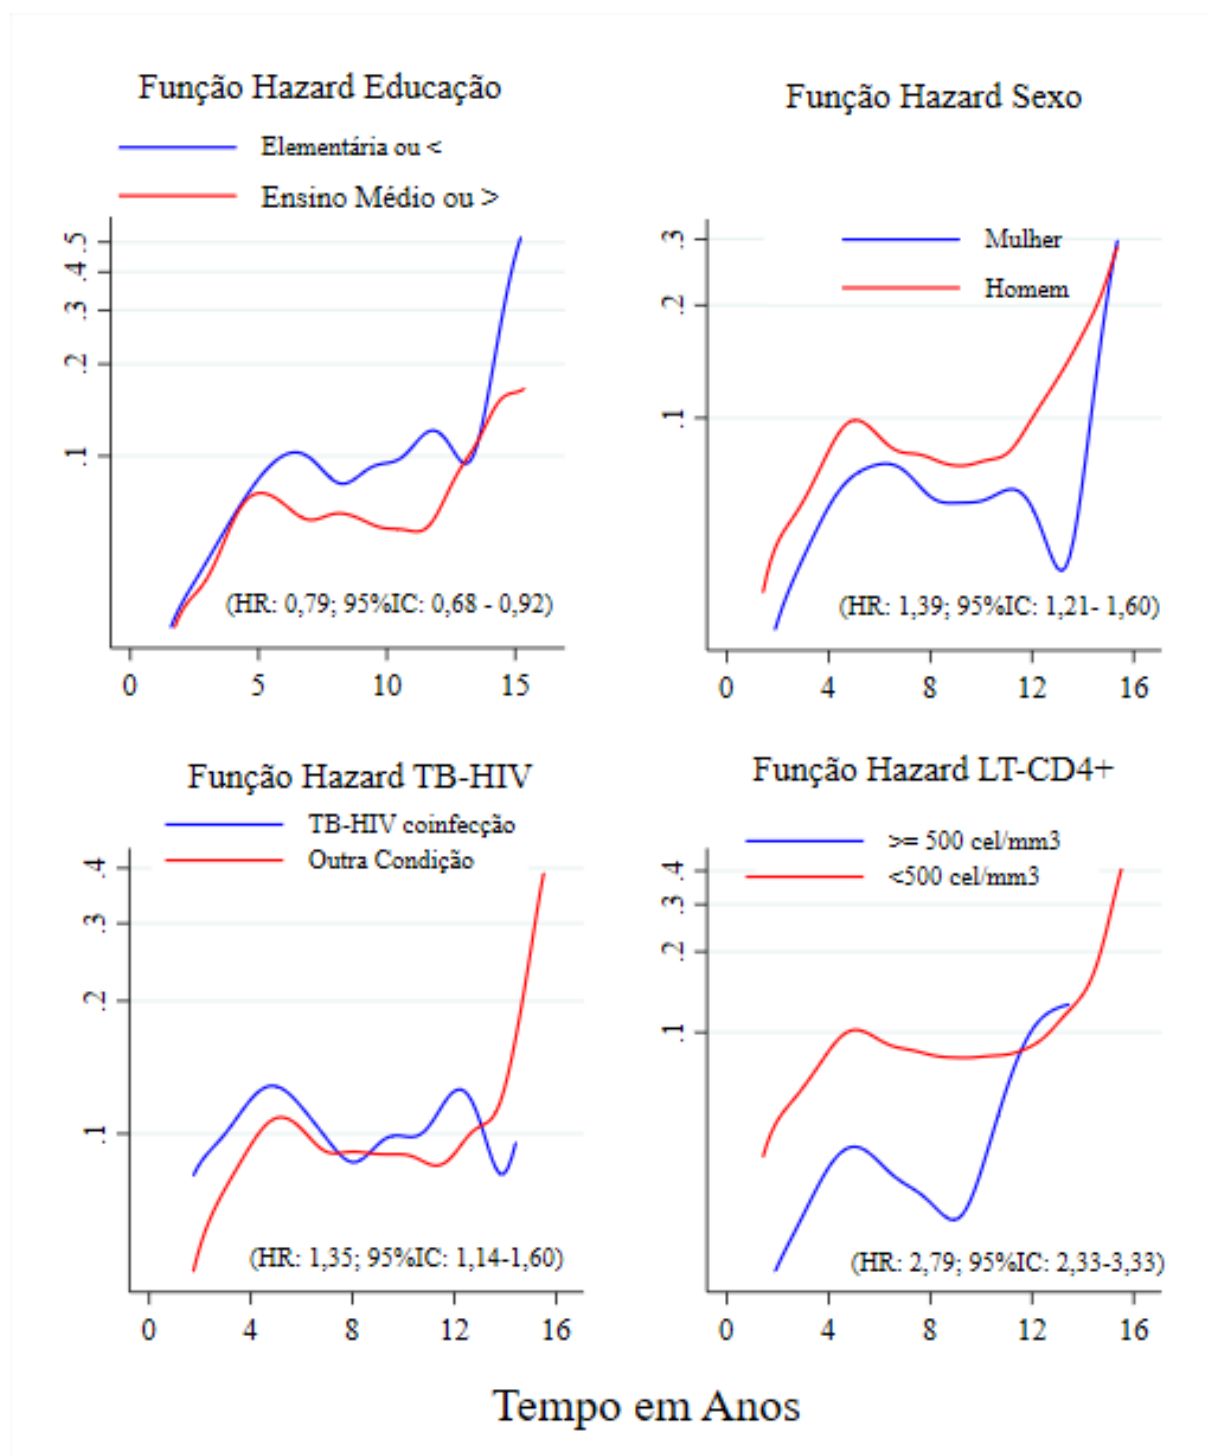 Função Hazard Educação
Elementária ou <
Ensino Médio ou >
.5
.4
.3
.2
.1
(HR: 0,79; 95%IC: 0,68 - 0,92)
0 5 10 15
Função Hazard Sexo
Mulher
Homem
.3
.2
.1
(HR: 1,39; 95%IC: 1,21- 1,60)
0 4 8 12 16
Função Hazard TB-HIV
TB-HIV coinfecção
Outra Condição
.4
.3
.2
.1
(HR: 1,35; 95%IC: 1,14-1,60)
0 4 8 12 16
Função Hazard LT-CD4+
>= 500 cel/mm3
<500 cel/mm3
.4
.3
.2
.1
(HR: 2,79; 95%IC: 2,33-3,33)
0 4 8 12 16
Tempo em Anos